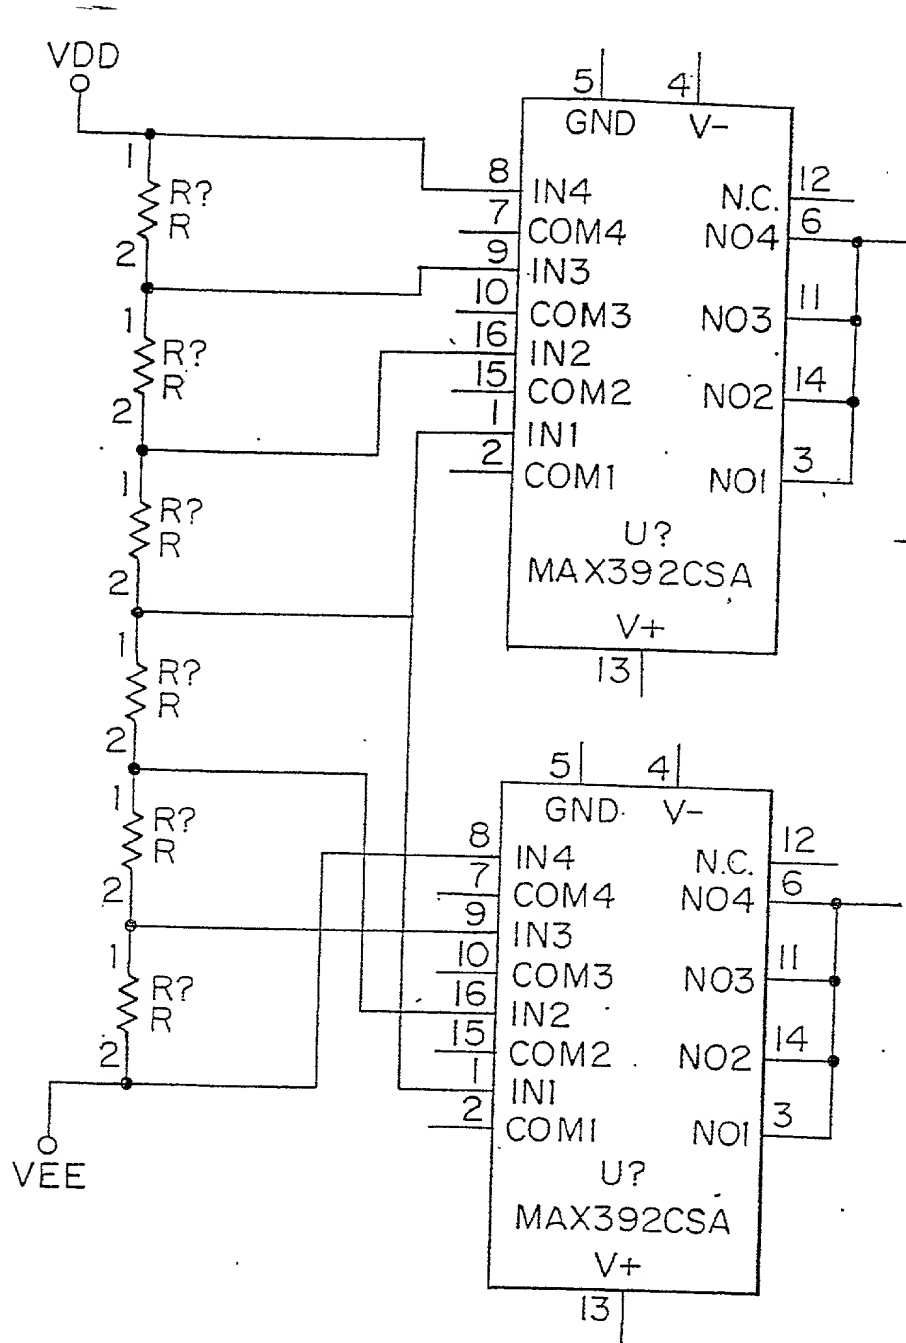 VDD
1
R?
R
2
1
R?
R
2
1
R?
R
2
1
R?
R
2
1
R?
R
2
1
R?
R
2
VEE
5 4
GND V-
8 IN4
7 COM4
9 IN3
10 COM3
16 IN2
15 COM2
1 IN1
2 COM1
N.C. 12
NO4 6
NO3 11
NO2 14
NO1 3
U?
MAX392CSA
V+
13
5 4
GND V-
8 IN4
7 COM4
9 IN3
10 COM3
16 IN2
15 COM2
1 IN1
2 COM1
N.C. 12
NO4 6
NO3 11
NO2 14
NO1 3
U?
MAX392CSA
V+
13